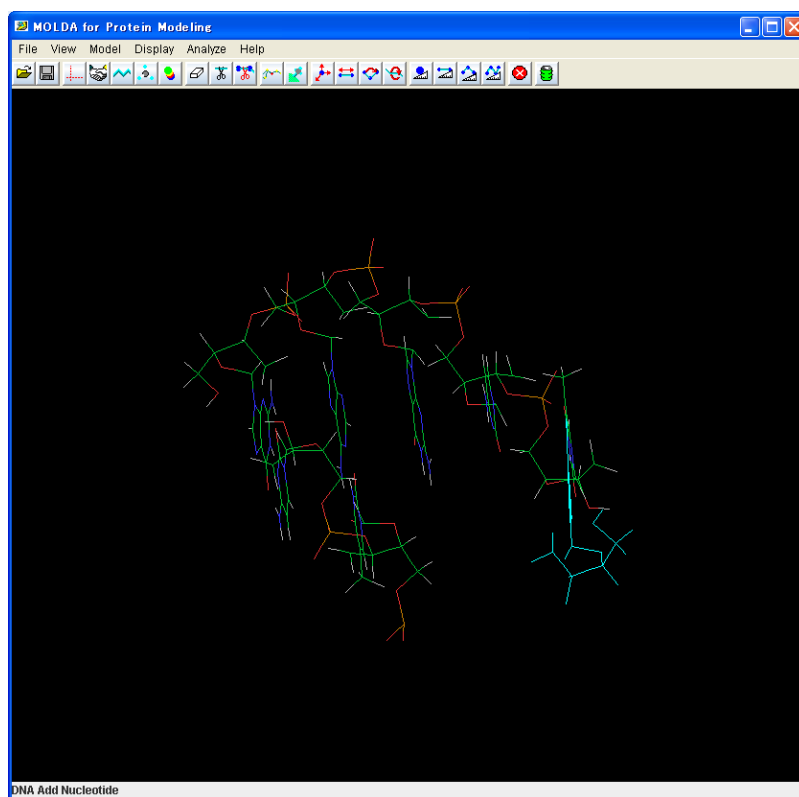 MOLDA for Protein Modeling
File View Model Display Analyze Help
DNA Add Nucleotide